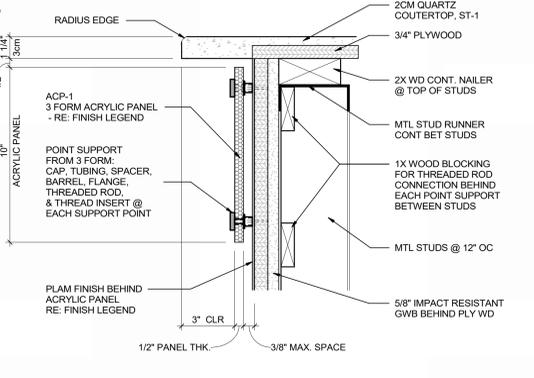 RADIUS EDGE
2CM QUARTZ
COUTERTOP, ST-1
3/4" PLYWOOD
1 1/4"
3cm
2X WD CONT. NAILER
@ TOP OF STUDS
ACP-1
3 FORM ACRYLIC PANEL
- RE: FINISH LEGEND
MTL STUD RUNNER
CONT BET STUDS
10"
ACRYLIC PANEL
POINT SUPPORT
FROM 3 FORM:
CAP, TUBING, SPACER,
BARREL, FLANGE,
THREADED ROD,
& THREAD INSERT @
EACH SUPPORT POINT
1X WOOD BLOCKING
FOR THREADED ROD
CONNECTION BEHIND
EACH POINT SUPPORT
BETWEEN STUDS
MTL STUDS @ 12" OC
PLAM FINISH BEHIND
ACRYLIC PANEL
RE: FINISH LEGEND
5/8" IMPACT RESISTANT
GWB BEHIND PLY WD
3" CLR
1/2" PANEL THK.
3/8" MAX. SPACE